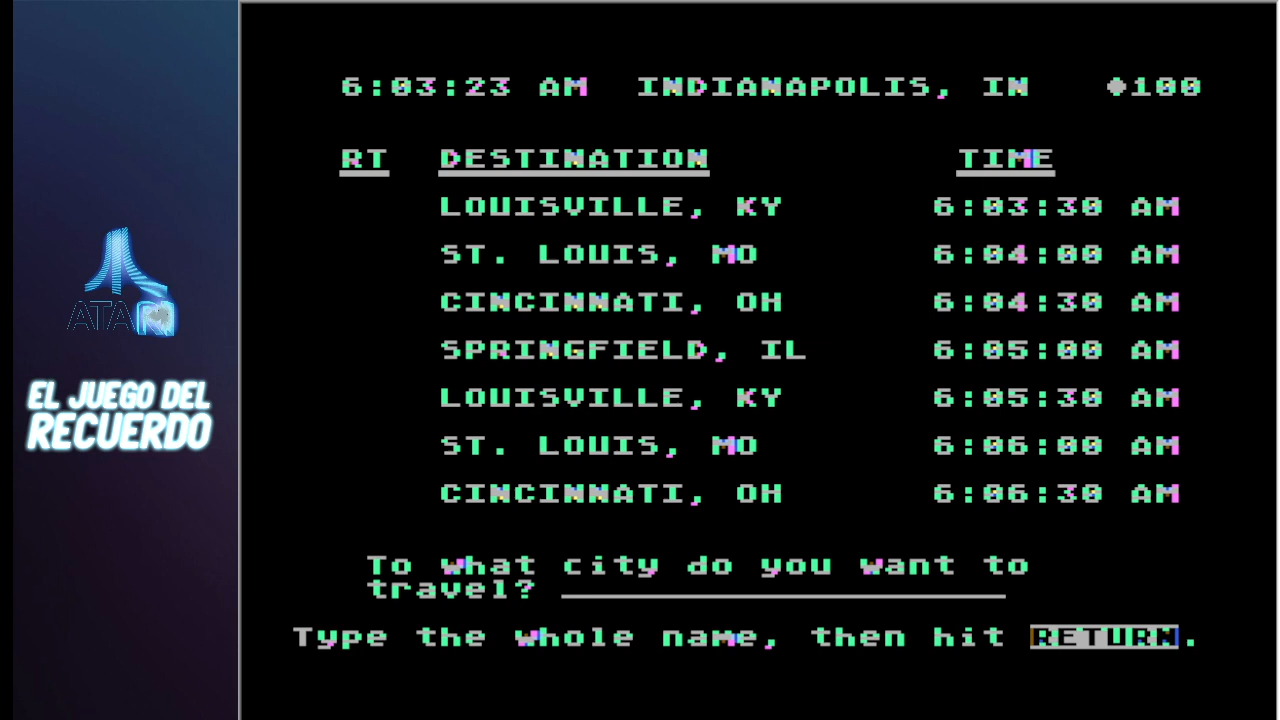 6:03:23 AM INDIANAPOLIS, IN ♦100
RT DESTINATION TIME
LOUISVILLE, KY 6:03:30 AM
ST. LOUIS, MO 6:04:00 AM
CINCINNATI, OH 6:04:30 AM
SPRINGFIELD, IL 6:05:00 AM
LOUISVILLE, KY 6:05:30 AM
ST. LOUIS, MO 6:06:00 AM
CINCINNATI, OH 6:06:30 AM
To what city do you want to
travel?
Type the whole name, then hit RETURN.
ATARI
EL JUEGO DEL
RECUERDO